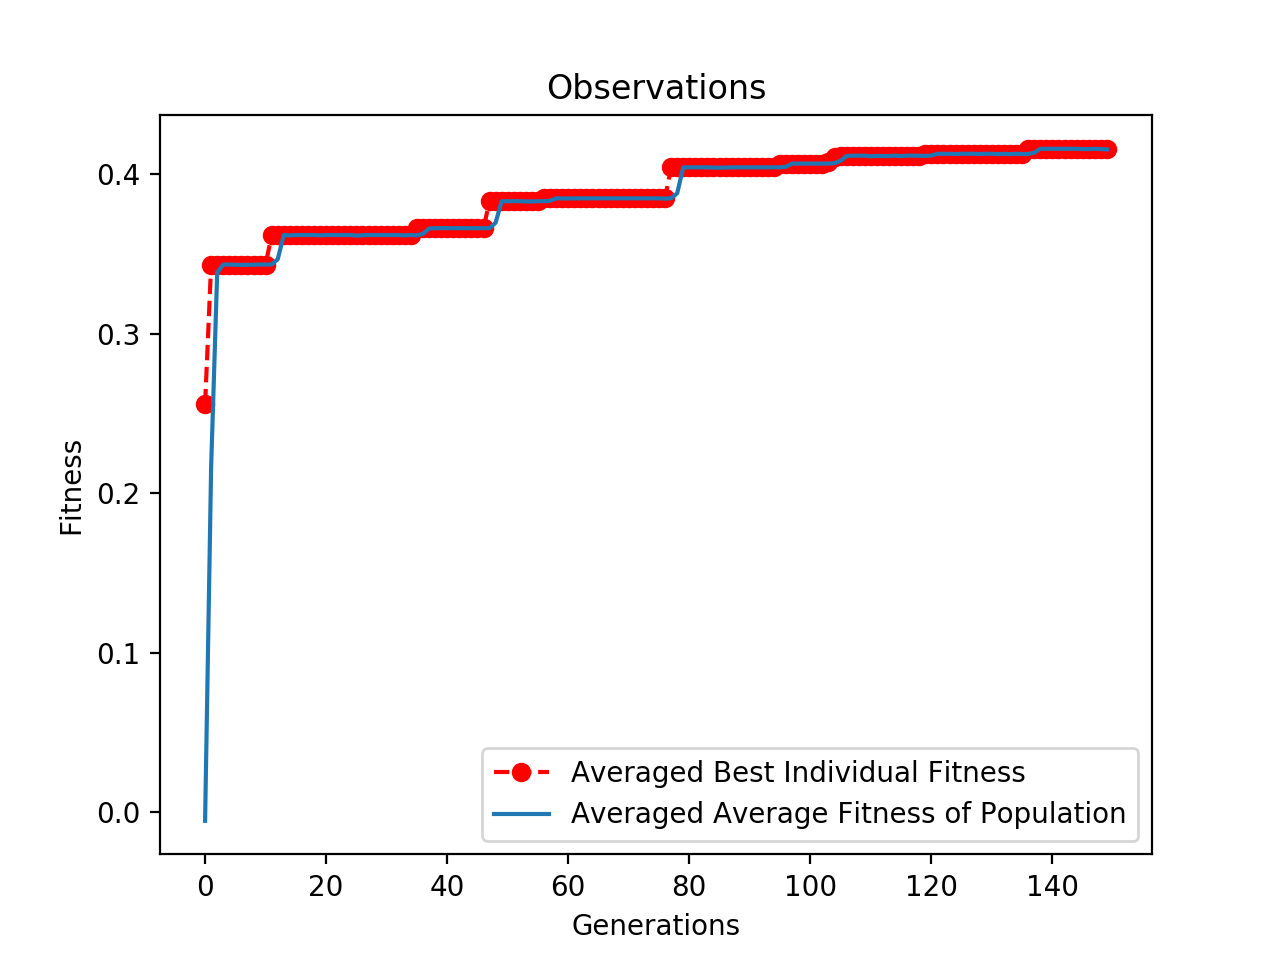 Observations
0.4
0.3
0.2
0.1
0.0
Fitness
Averaged Best Individual Fitness
Averaged Average Fitness of Population
0 20 40 60 80 100 120 140
Generations